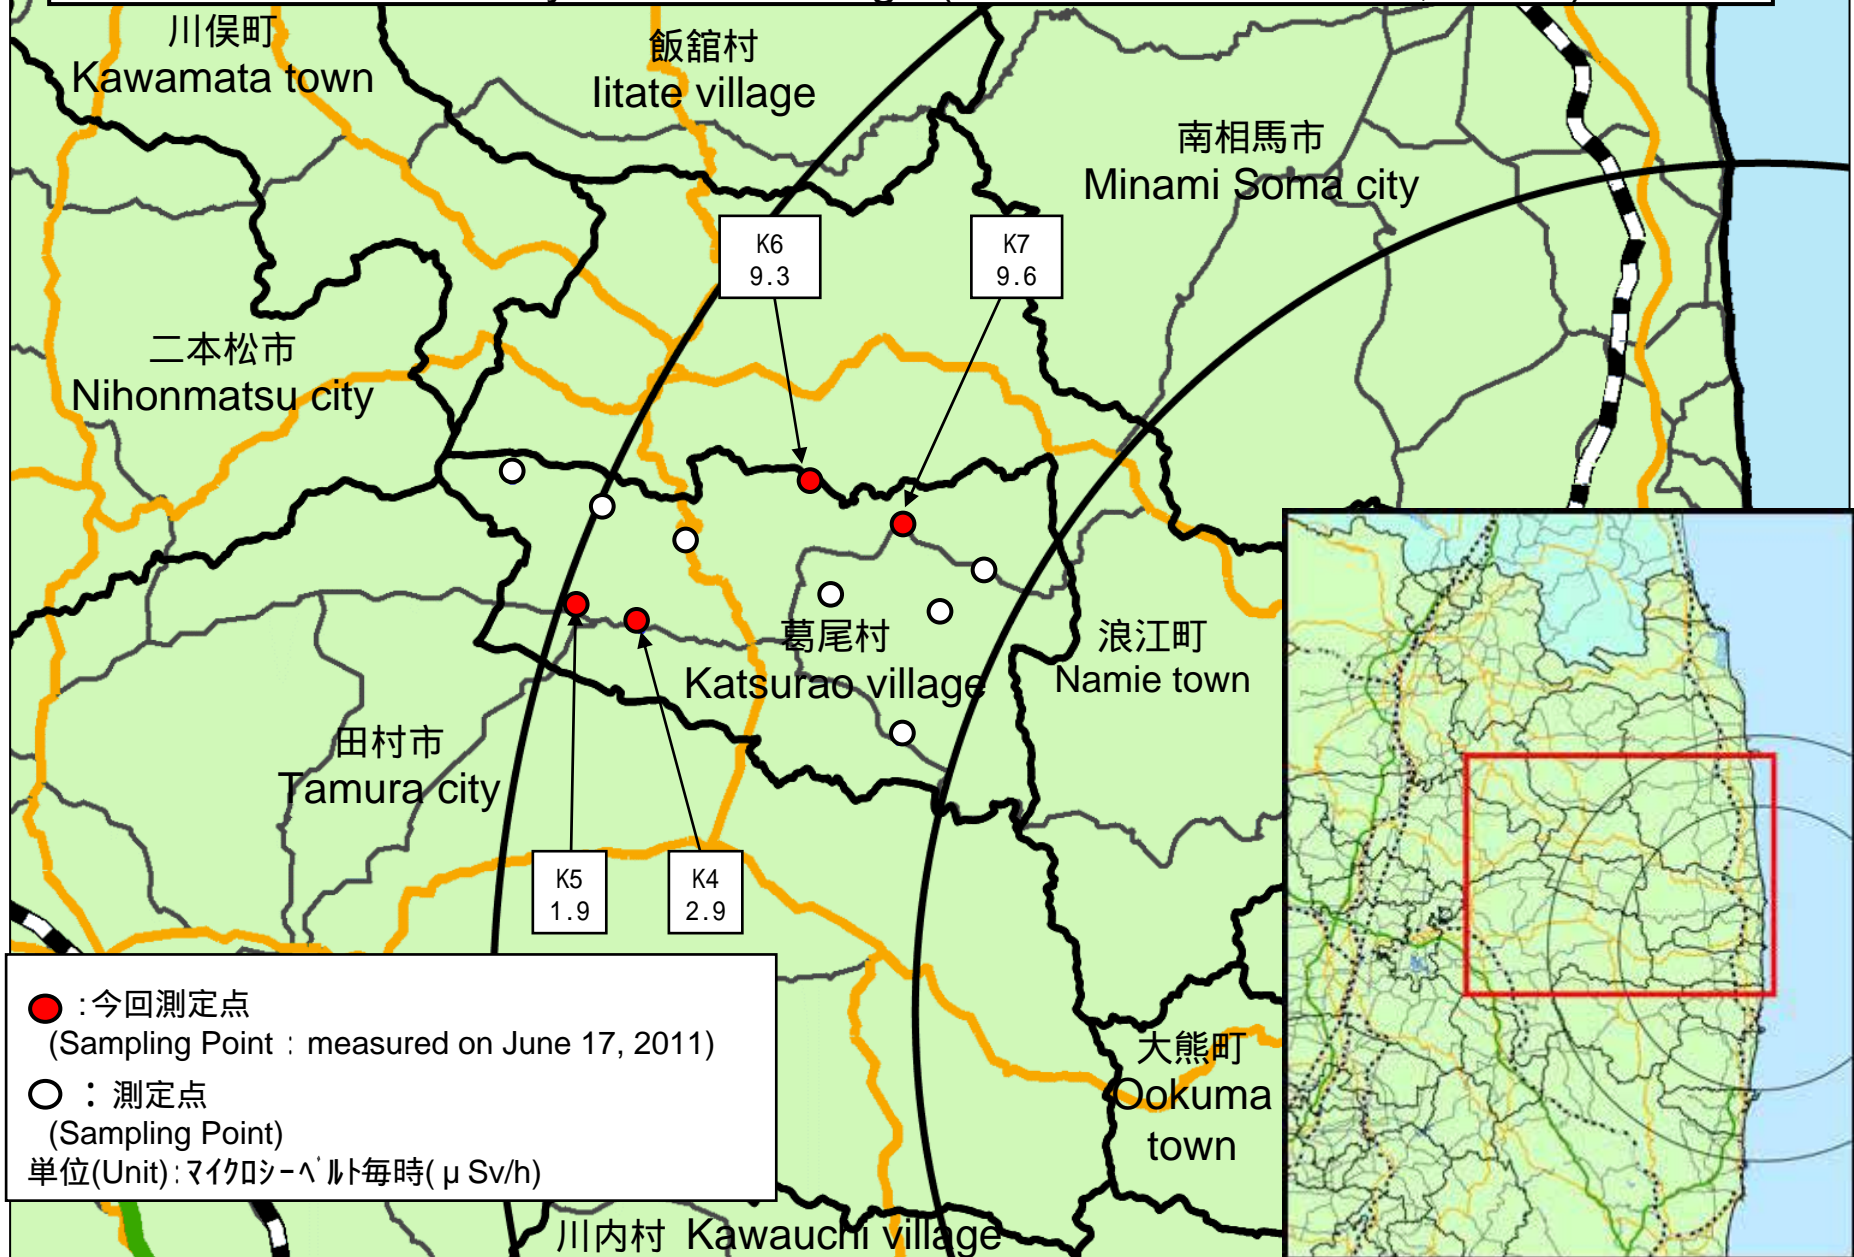 川俣町
Kawamata town
飯舘村
Iitate village
南相馬市
Minami Soma city
K6
9.3
K7
9.6
二本松市
Nihonmatsu city
葛尾村
Katsurao village
浪江町
Namie town
田村市
Tamura city
K5
1.9
K4
2.9
:今回測定点
(Sampling Point : measured on June 17, 2011)
：測定点
(Sampling Point)
単位(Unit):マイクロシーベルト毎時(μSv/h)
大熊町
Ookuma
town
川内村 Kawauchi village